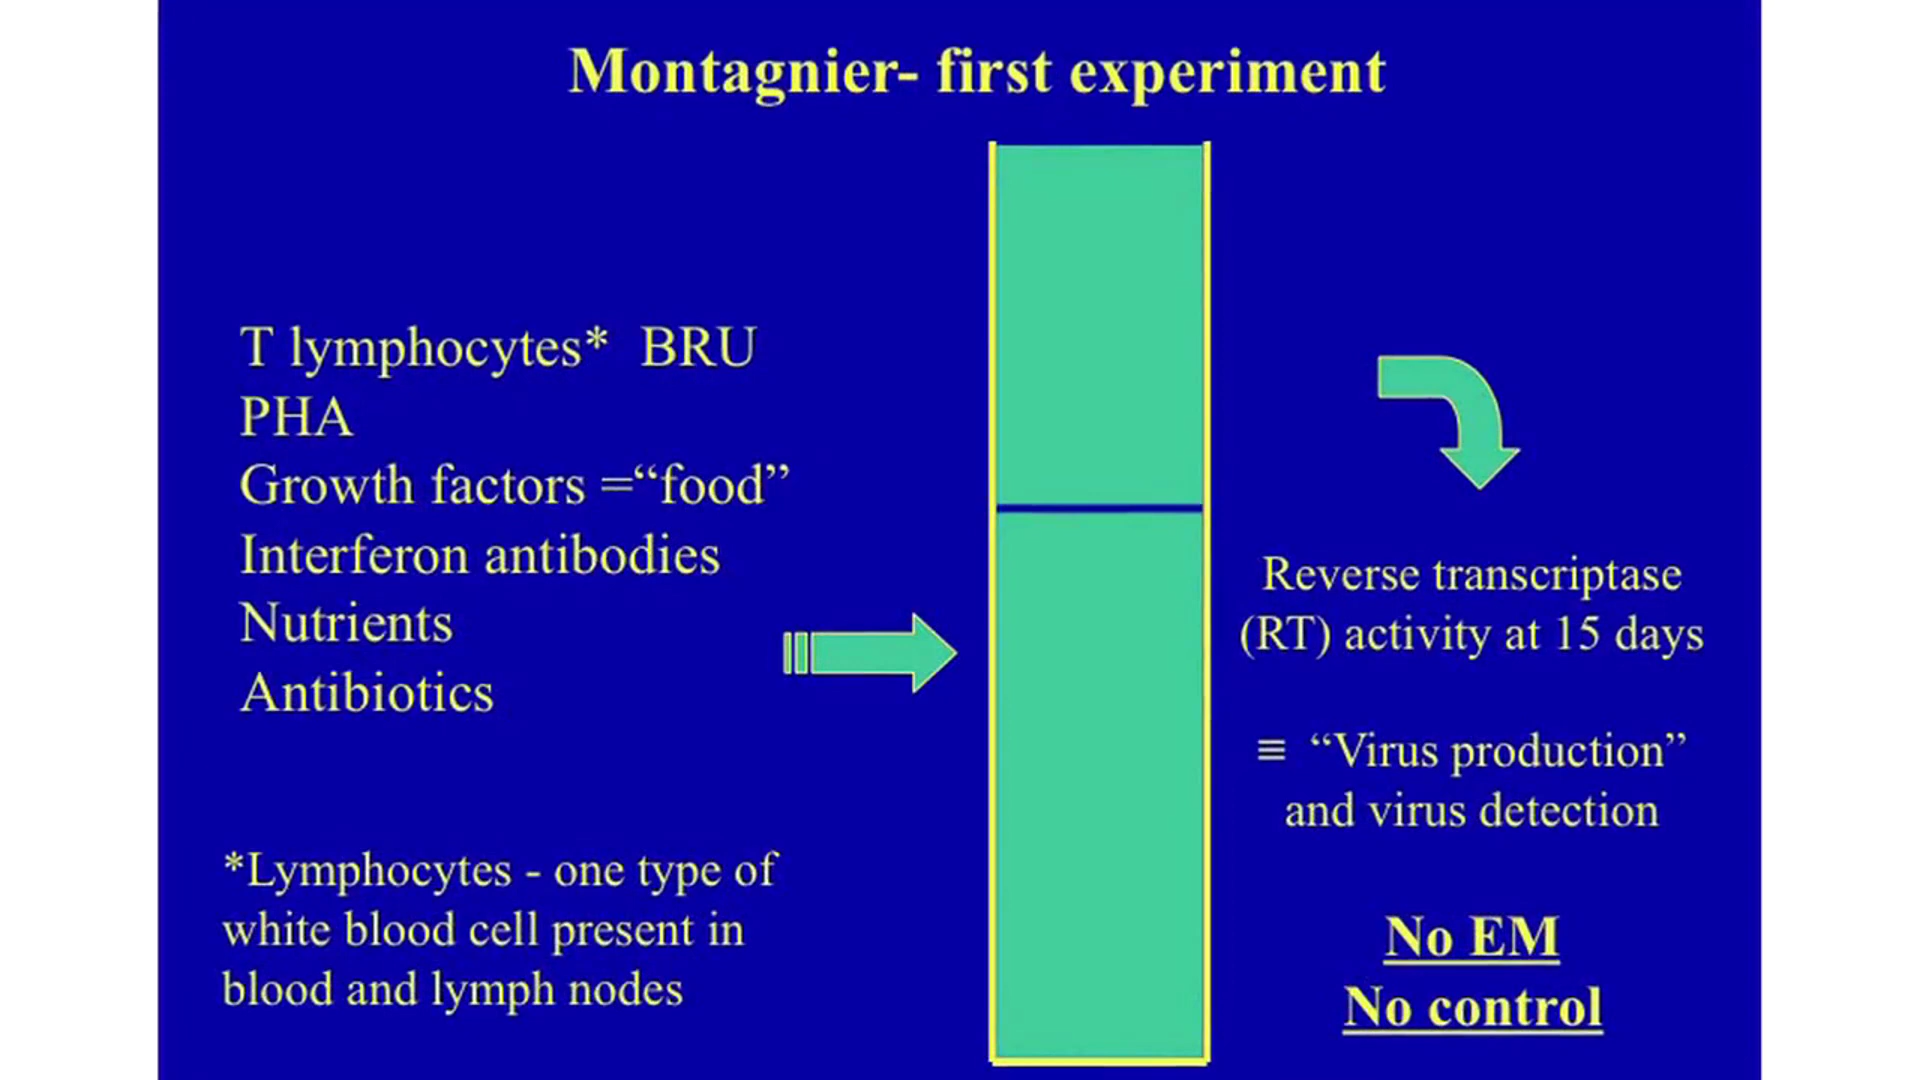 Montagnier- first experiment
T lymphocytes* BRU
PHA
Growth factors =“food”
Interferon antibodies
Nutrients
Antibiotics
*Lymphocytes - one type of
white blood cell present in
blood and lymph nodes
Reverse transcriptase
(RT) activity at 15 days
≡ “Virus production”
and virus detection
No EM
No control